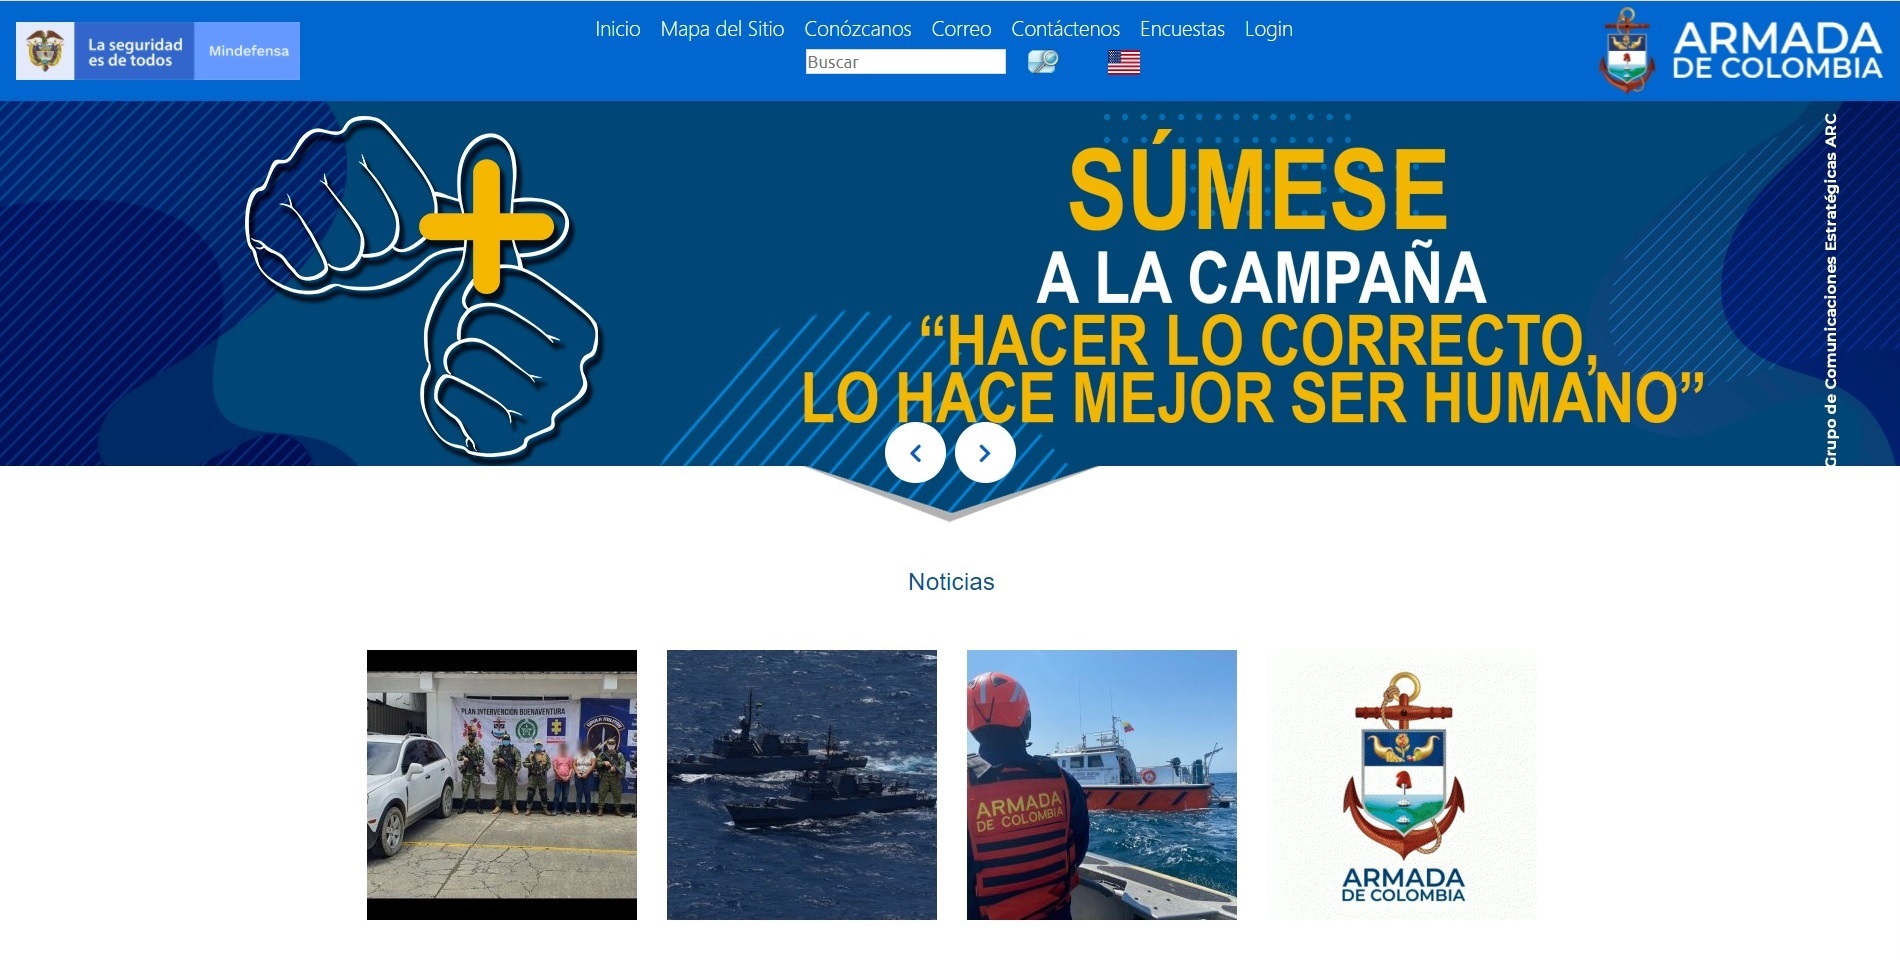 La seguridad
es de todos
Mindefensa
Inicio Mapa del Sitio Conózcanos Correo Contáctenos Encuestas Login
Buscar
ARMADA
DE COLOMBIA
SÚMESE
A LA CAMPAÑA
“HACER LO CORRECTO,
LO HACE MEJOR SER HUMANO”
Grupo de Comunicaciones Estratégicas ARC
Noticias
PLAN INTERVENCIÓN BUENAVENTURA
ARMADA
DE COLOMBIA
ARMADA
DE COLOMBIA